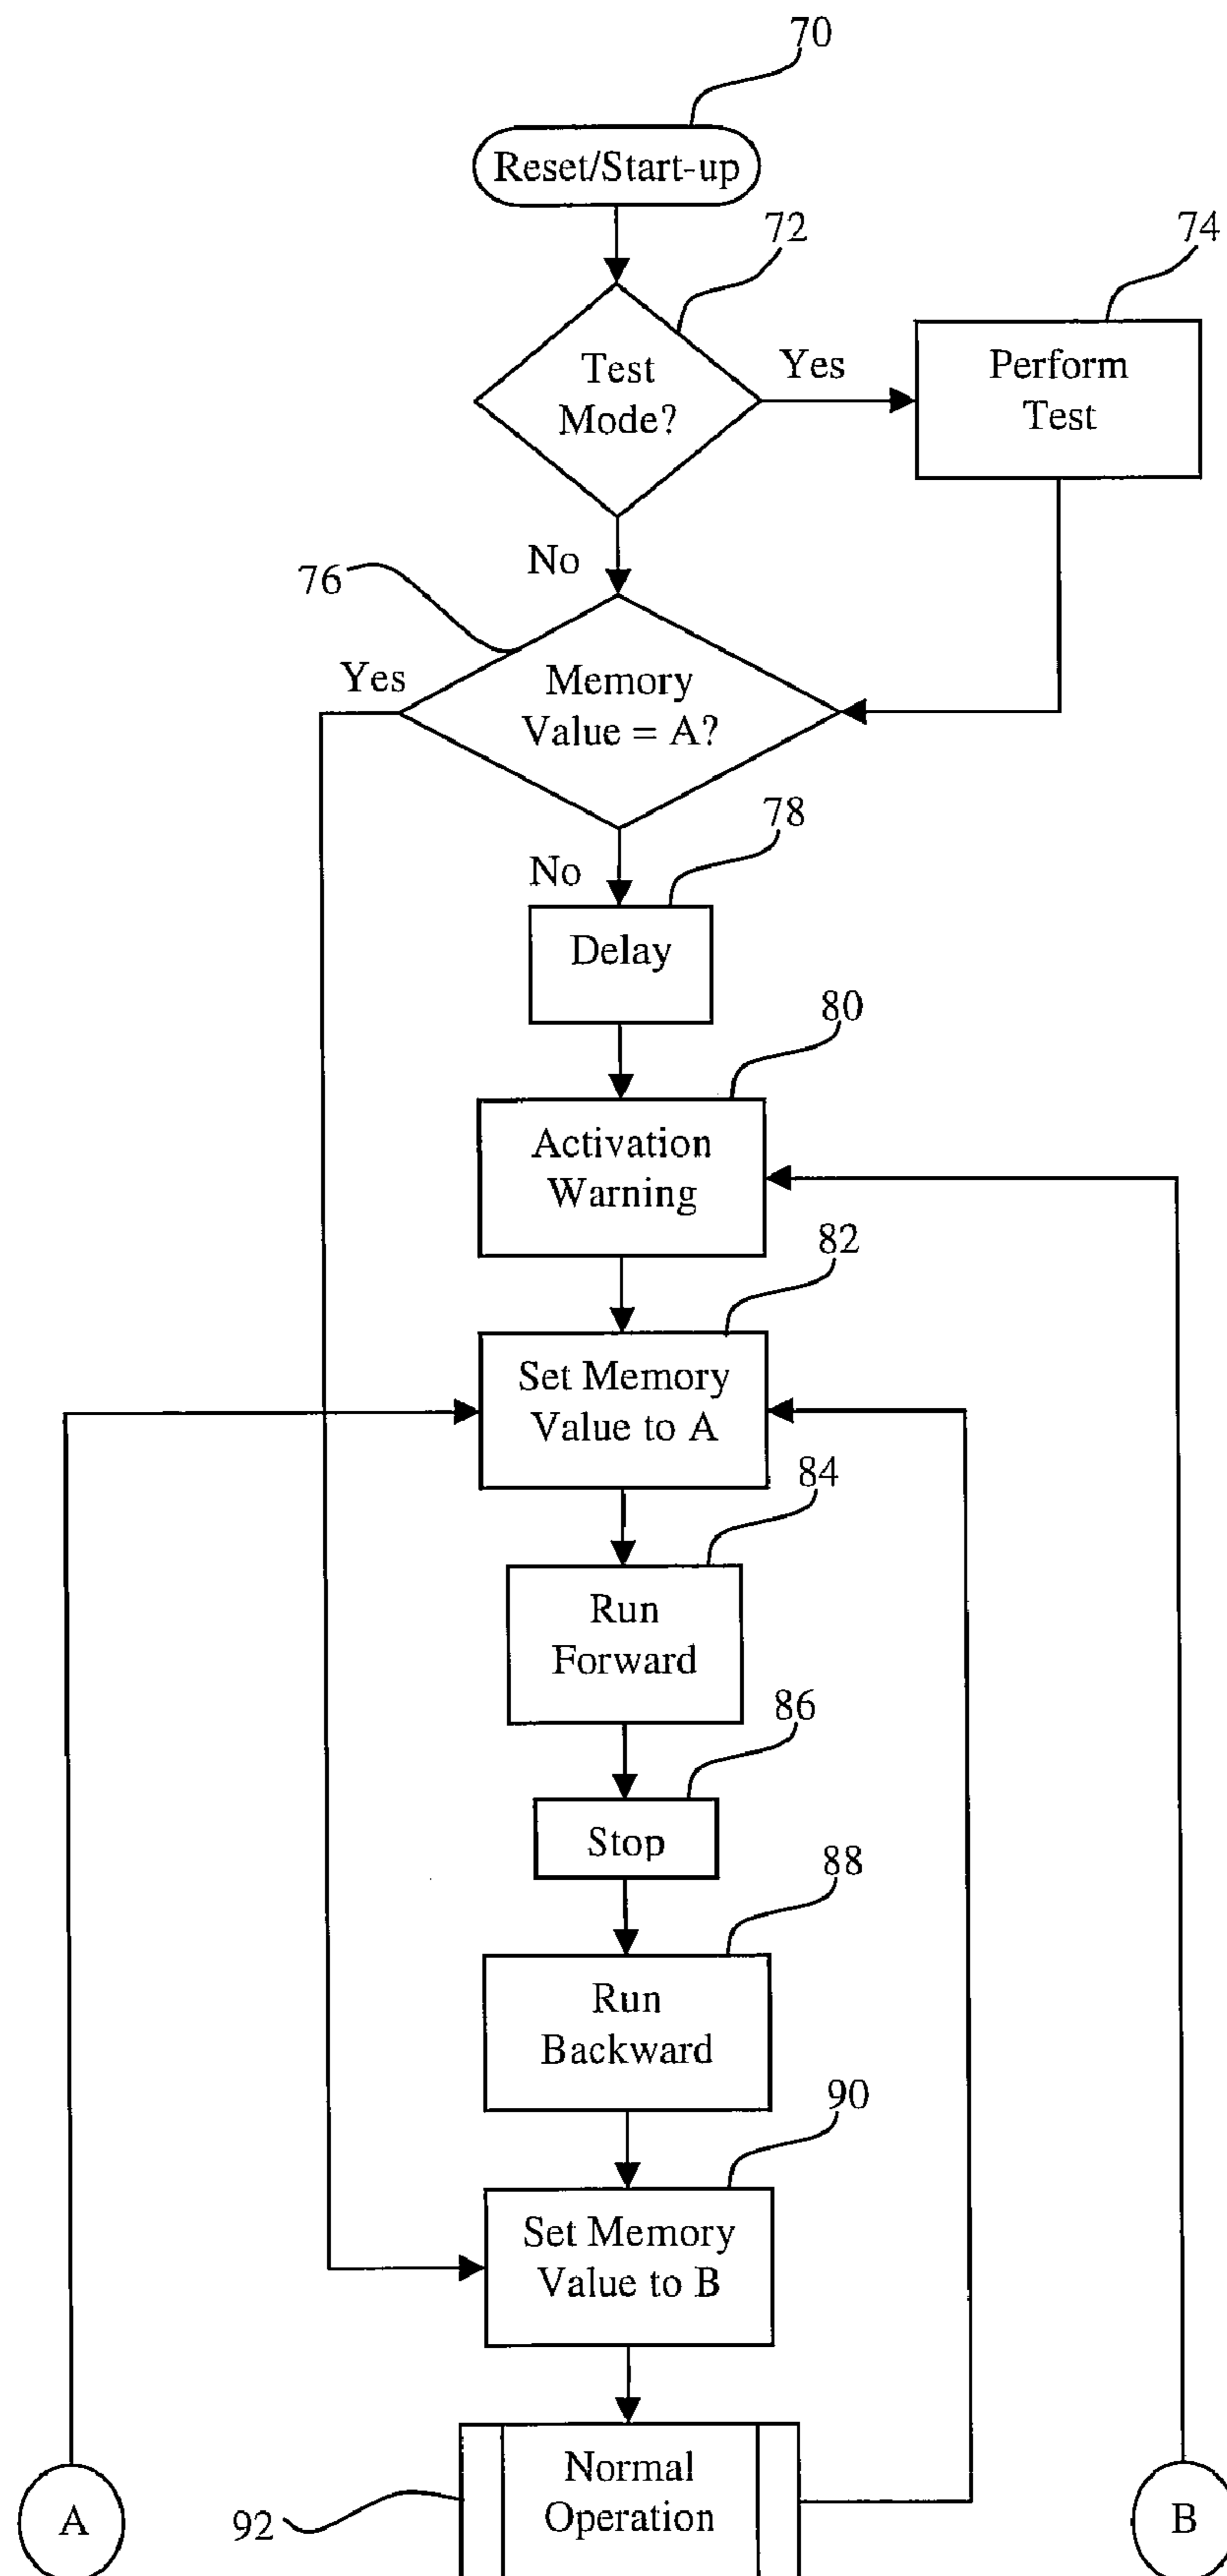 70
Reset/Start-up
72
74
Test
Mode?
Yes
Perform
Test
No
76
Yes
Memory
Value = A?
78
No
Delay
80
Activation
Warning
82
Set Memory
Value to A
84
Run
Forward
86
Stop
88
Run
Backward
90
Set Memory
Value to B
Normal
Operation
A
92
B